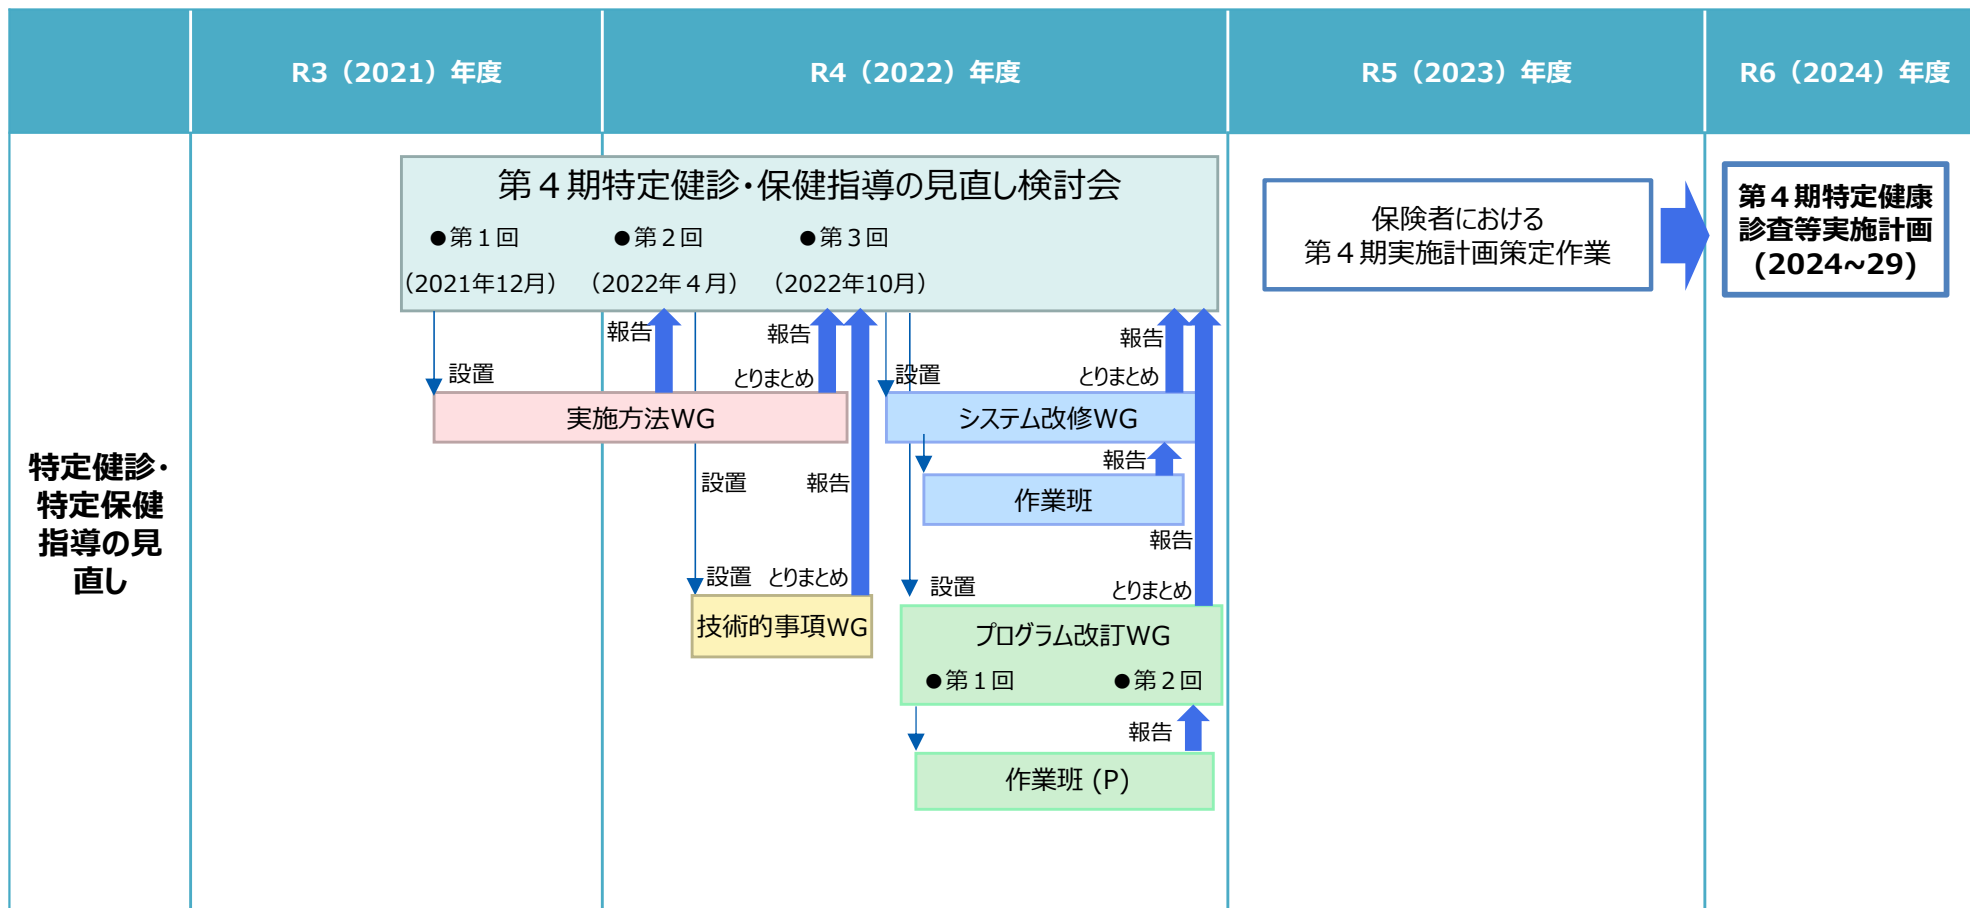 R3（2021）年度
R4（2022）年度
R5（2023）年度
R6（2024）年度
特定健診・
特定保健
指導の見
直し
第４期特定健診・保健指導の見直し検討会
●第１回
●第２回
●第３回
（2021年12月）
（2022年４月）
（2022年10月）
保険者における
第４期実施計画策定作業
第４期特定健康
診査等実施計画
(2024~29)
報告
報告
報告
設置
とりまとめ
設置
とりまとめ
実施方法WG
システム改修WG
報告
設置
報告
作業班
報告
設置
とりまとめ
設置
とりまとめ
技術的事項WG
プログラム改訂WG
●第１回
●第２回
報告
作業班 (P)